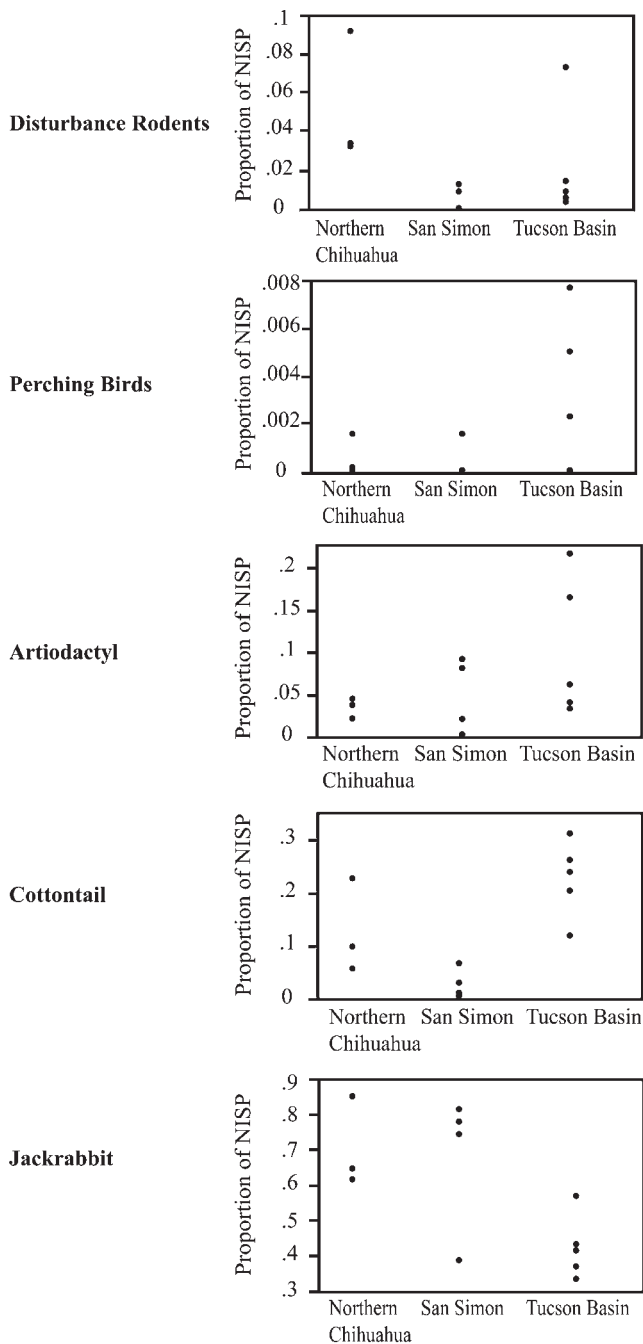 Disturbance Rodents
Proportion of NISP
.1
.08
.06
.04
.02
0
Northern Chihuahua
San Simon
Tucson Basin
Perching Birds
Proportion of NISP
.008
.006
.004
.002
0
Northern Chihuahua
San Simon
Tucson Basin
Artiodactyl
Proportion of NISP
.2
.15
.1
.05
0
Northern Chihuahua
San Simon
Tucson Basin
Cottontail
Proportion of NISP
.3
.2
.1
0
Northern Chihuahua
San Simon
Tucson Basin
Jackrabbit
Proportion of NISP
.9
.8
.7
.6
.5
.4
.3
Northern Chihuahua
San Simon
Tucson Basin